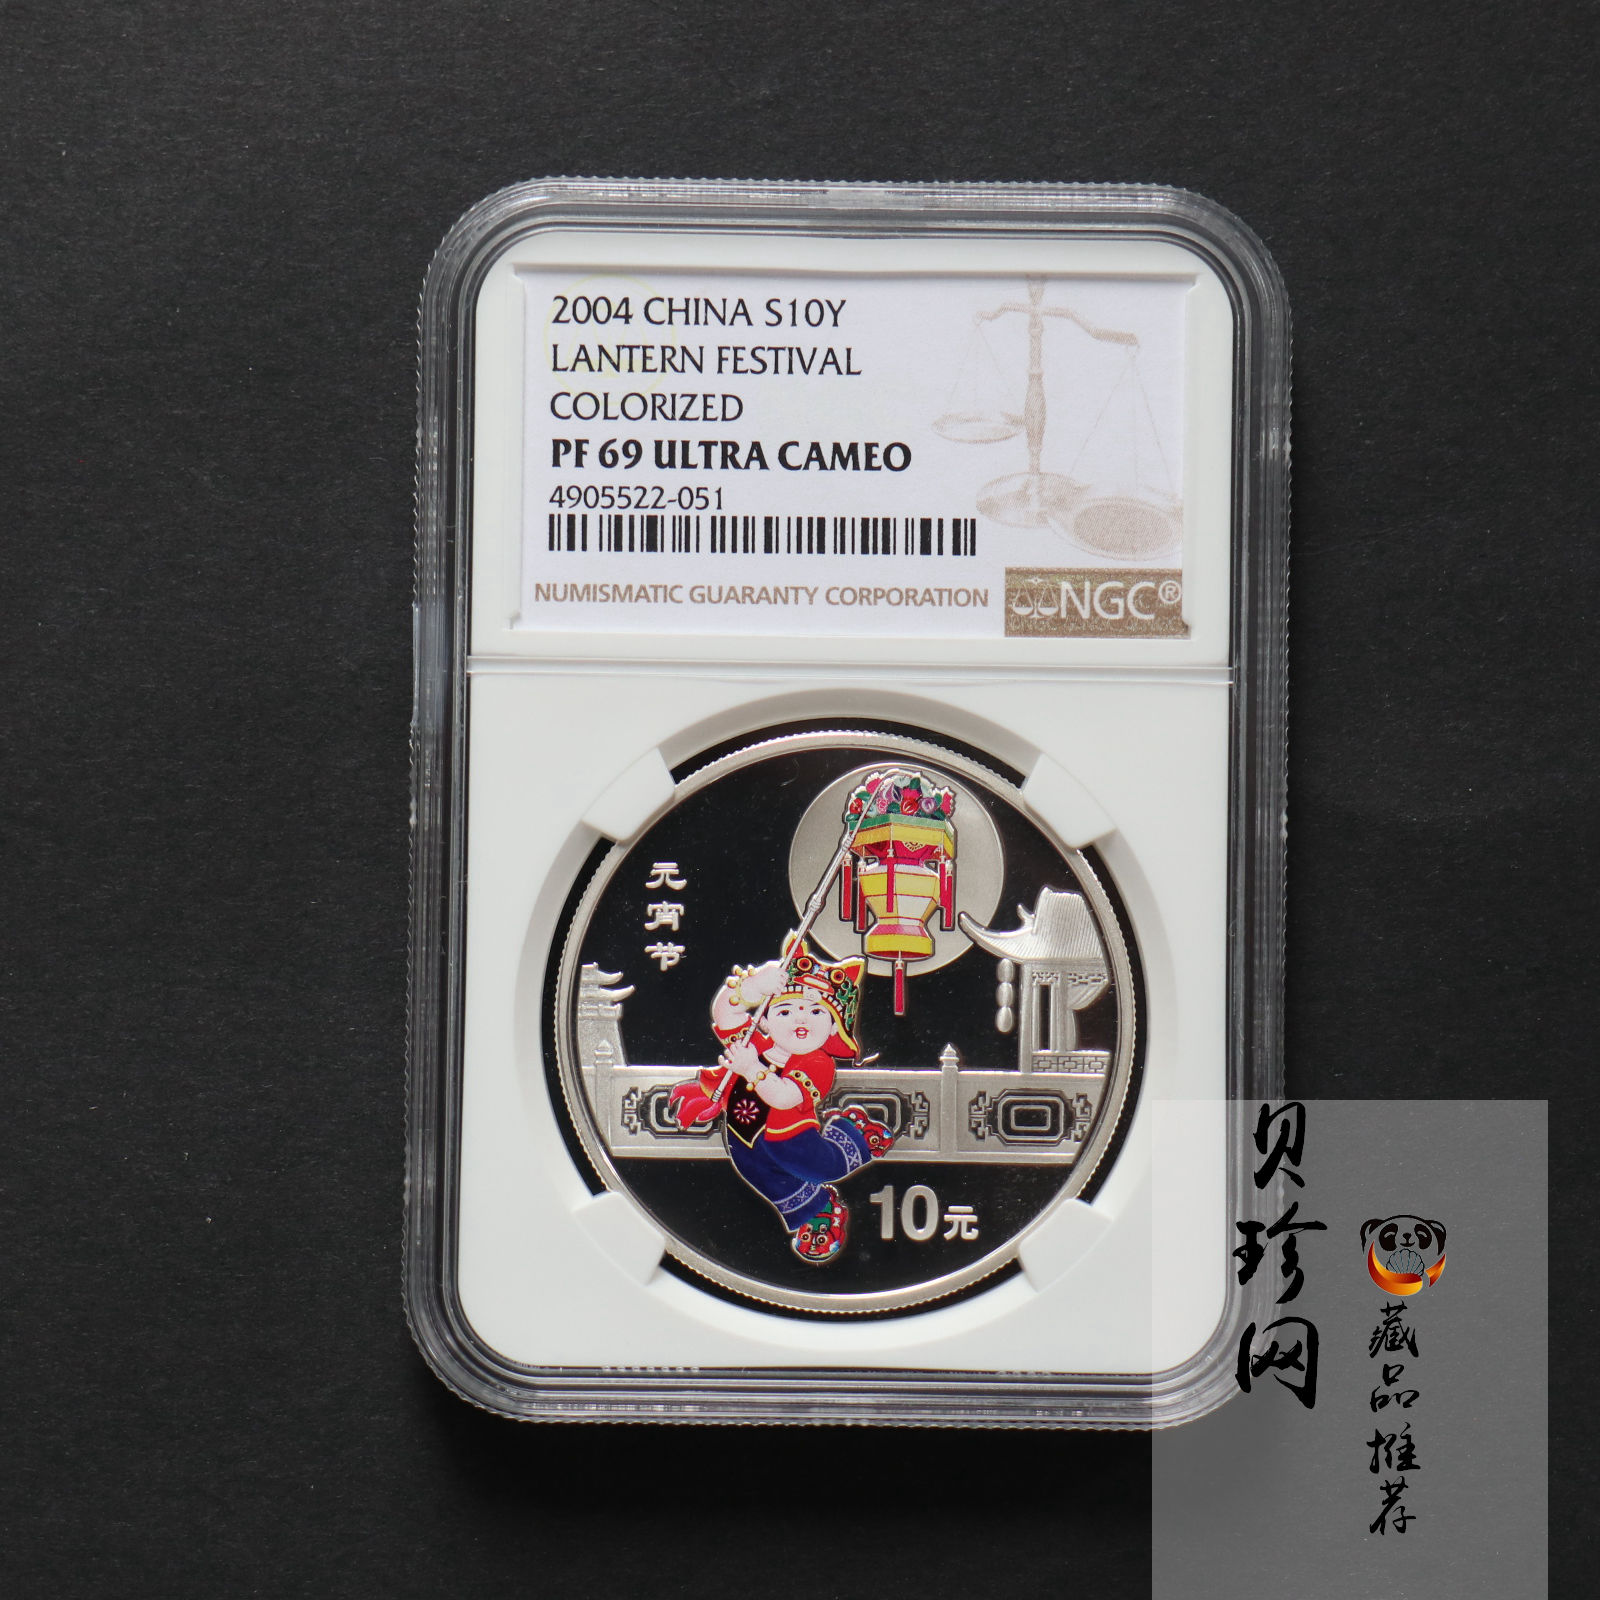 2004 CHINA S10Y
LANTERN FESTIVAL
COLORIZED
PF 69 ULTRA CAMEO
4905522-051
NUMISMATIC GUARANTY CORPORATION
NGC®
元宵节
10元
贝珍网
藏品推荐